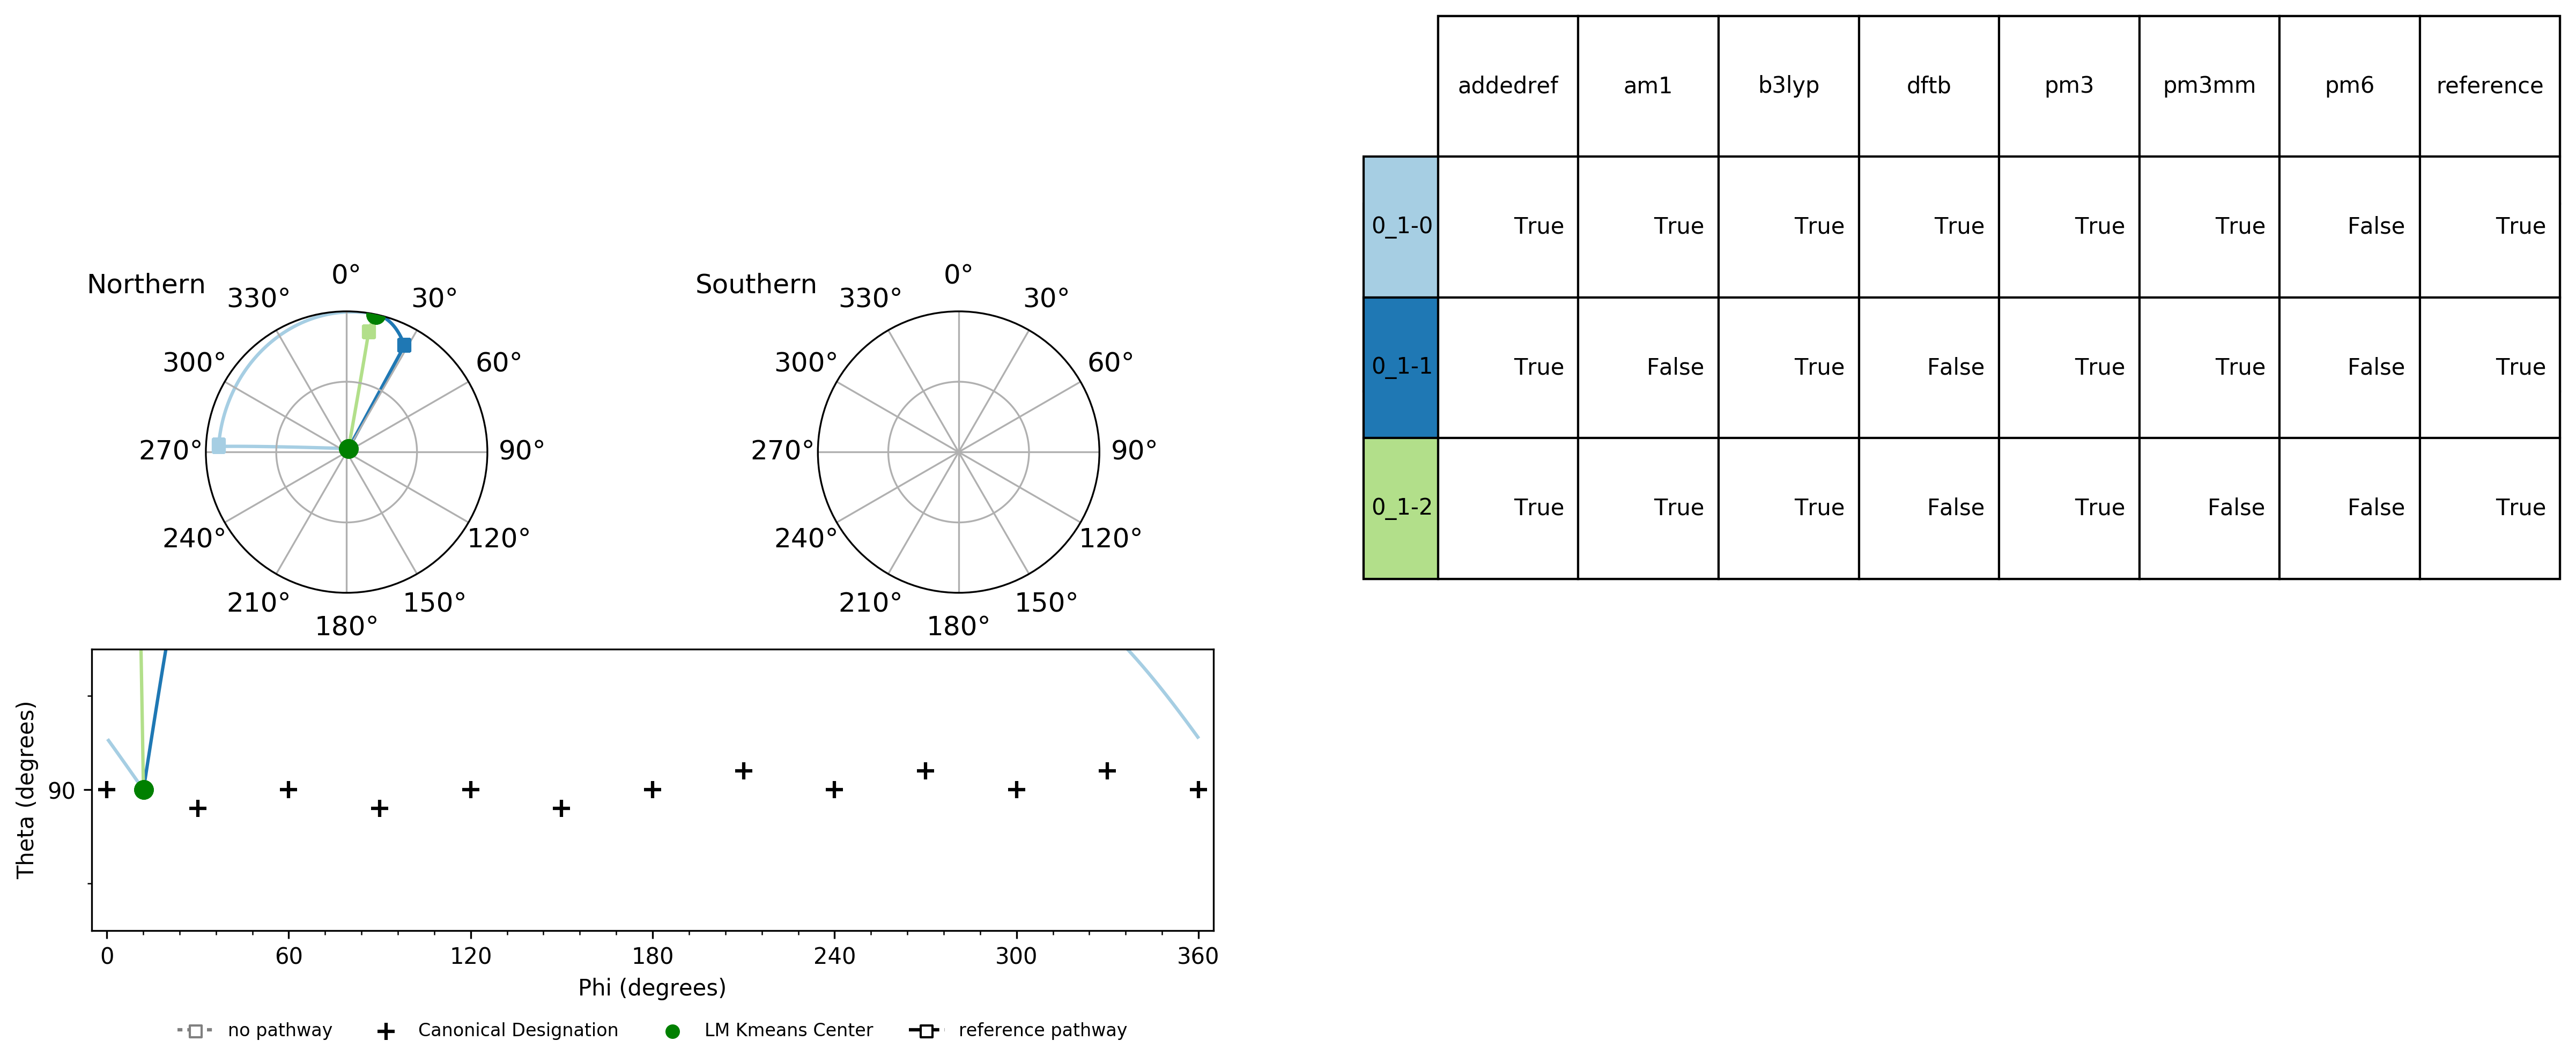 addedref am1 b3lyp dftb pm3 pm3mm pm6 reference
0_1-0 True True True True True True False True
0_1-1 True False True False True True False True
0_1-2 True True True False True False False True
Northern
0°
30°
60°
90°
120°
150°
180°
210°
240°
270°
300°
330°
Southern
0°
30°
60°
90°
120°
150°
180°
210°
240°
270°
300°
330°
Theta (degrees)
90
0 60 120 180 240 300 360
Phi (degrees)
no pathway Canonical Designation LM Kmeans Center reference pathway